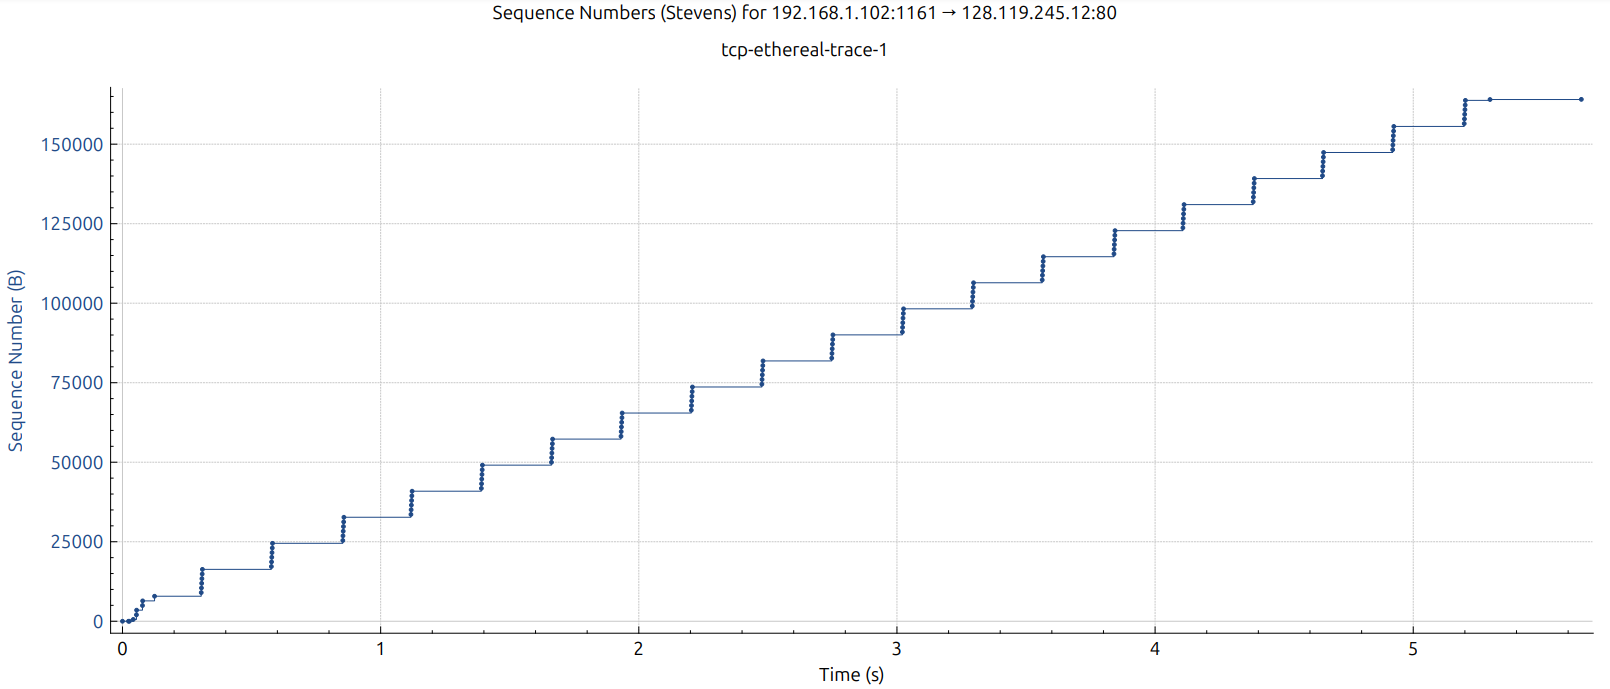 Sequence Numbers (Stevens) for 192.168.1.102:1161 → 128.119.245.12:80
tcp-ethereal-trace-1
Sequence Number (B)
150000
125000
100000
75000
50000
25000
0
0 1 2 3 4 5
Time (s)